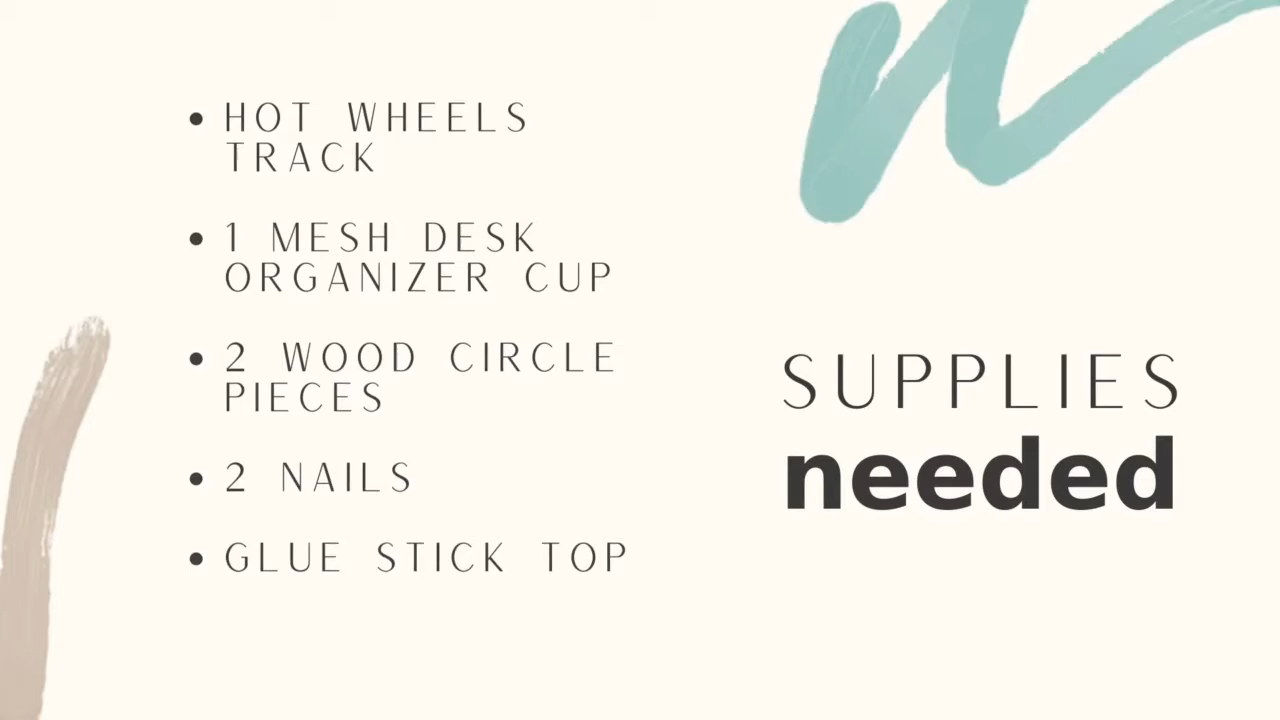 • HOT WHEELS
TRACK
• 1 MESH DESK
ORGANIZER CUP
• 2 WOOD CIRCLE
PIECES
• 2 NAILS
• GLUE STICK TOP
SUPPLIES
needed